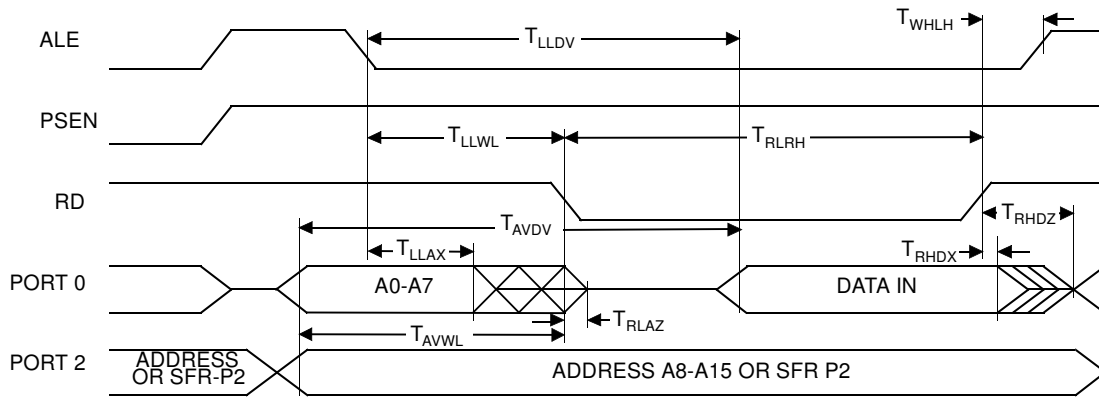 T_WHLH
ALE
T_LLDV
PSEN
T_LLWL
T_RLRH
RD
T_AVDV
T_RHDZ
T_LLAX
T_RHDX
PORT 0
A0-A7
DATA IN
T_RLAZ
T_AVWL
PORT 2
ADDRESS
OR SFR-P2
ADDRESS A8-A15 OR SFR P2